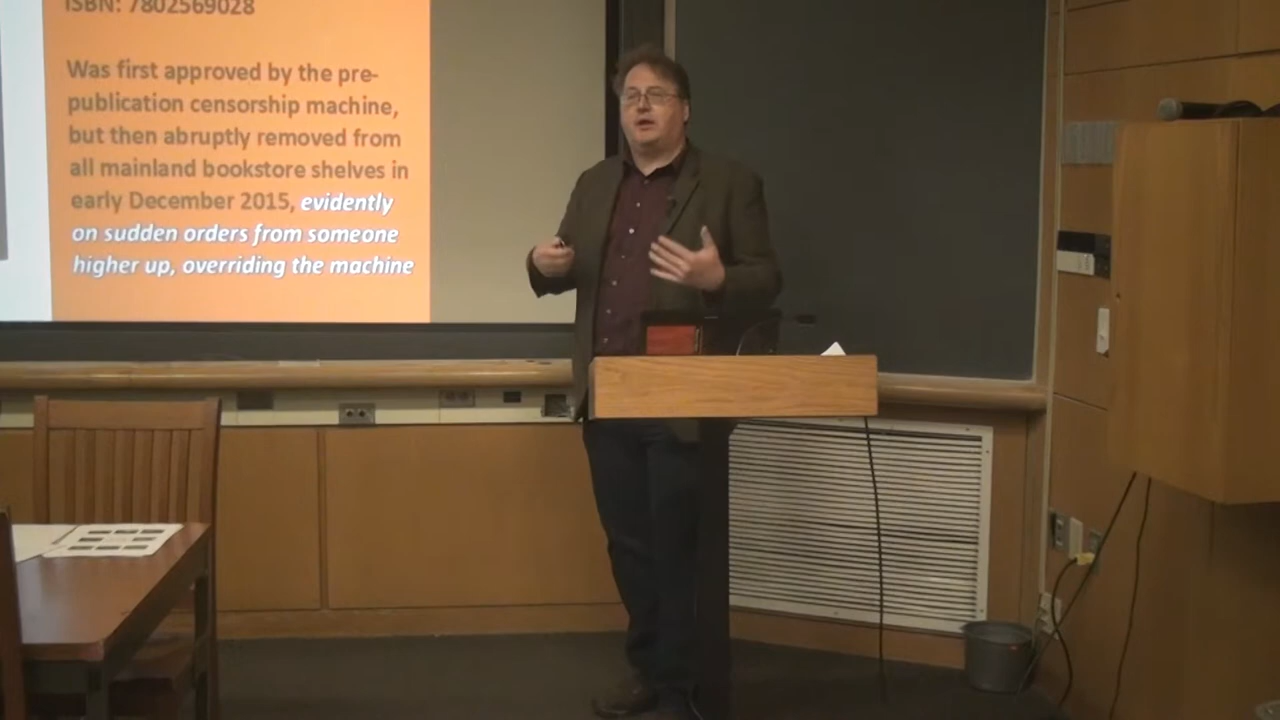 ISBN: 7802569028
Was first approved by the pre-
publication censorship machine,
but then abruptly removed from
all mainland bookstore shelves in
early December 2015, evidently
on sudden orders from someone
higher up, overriding the machine